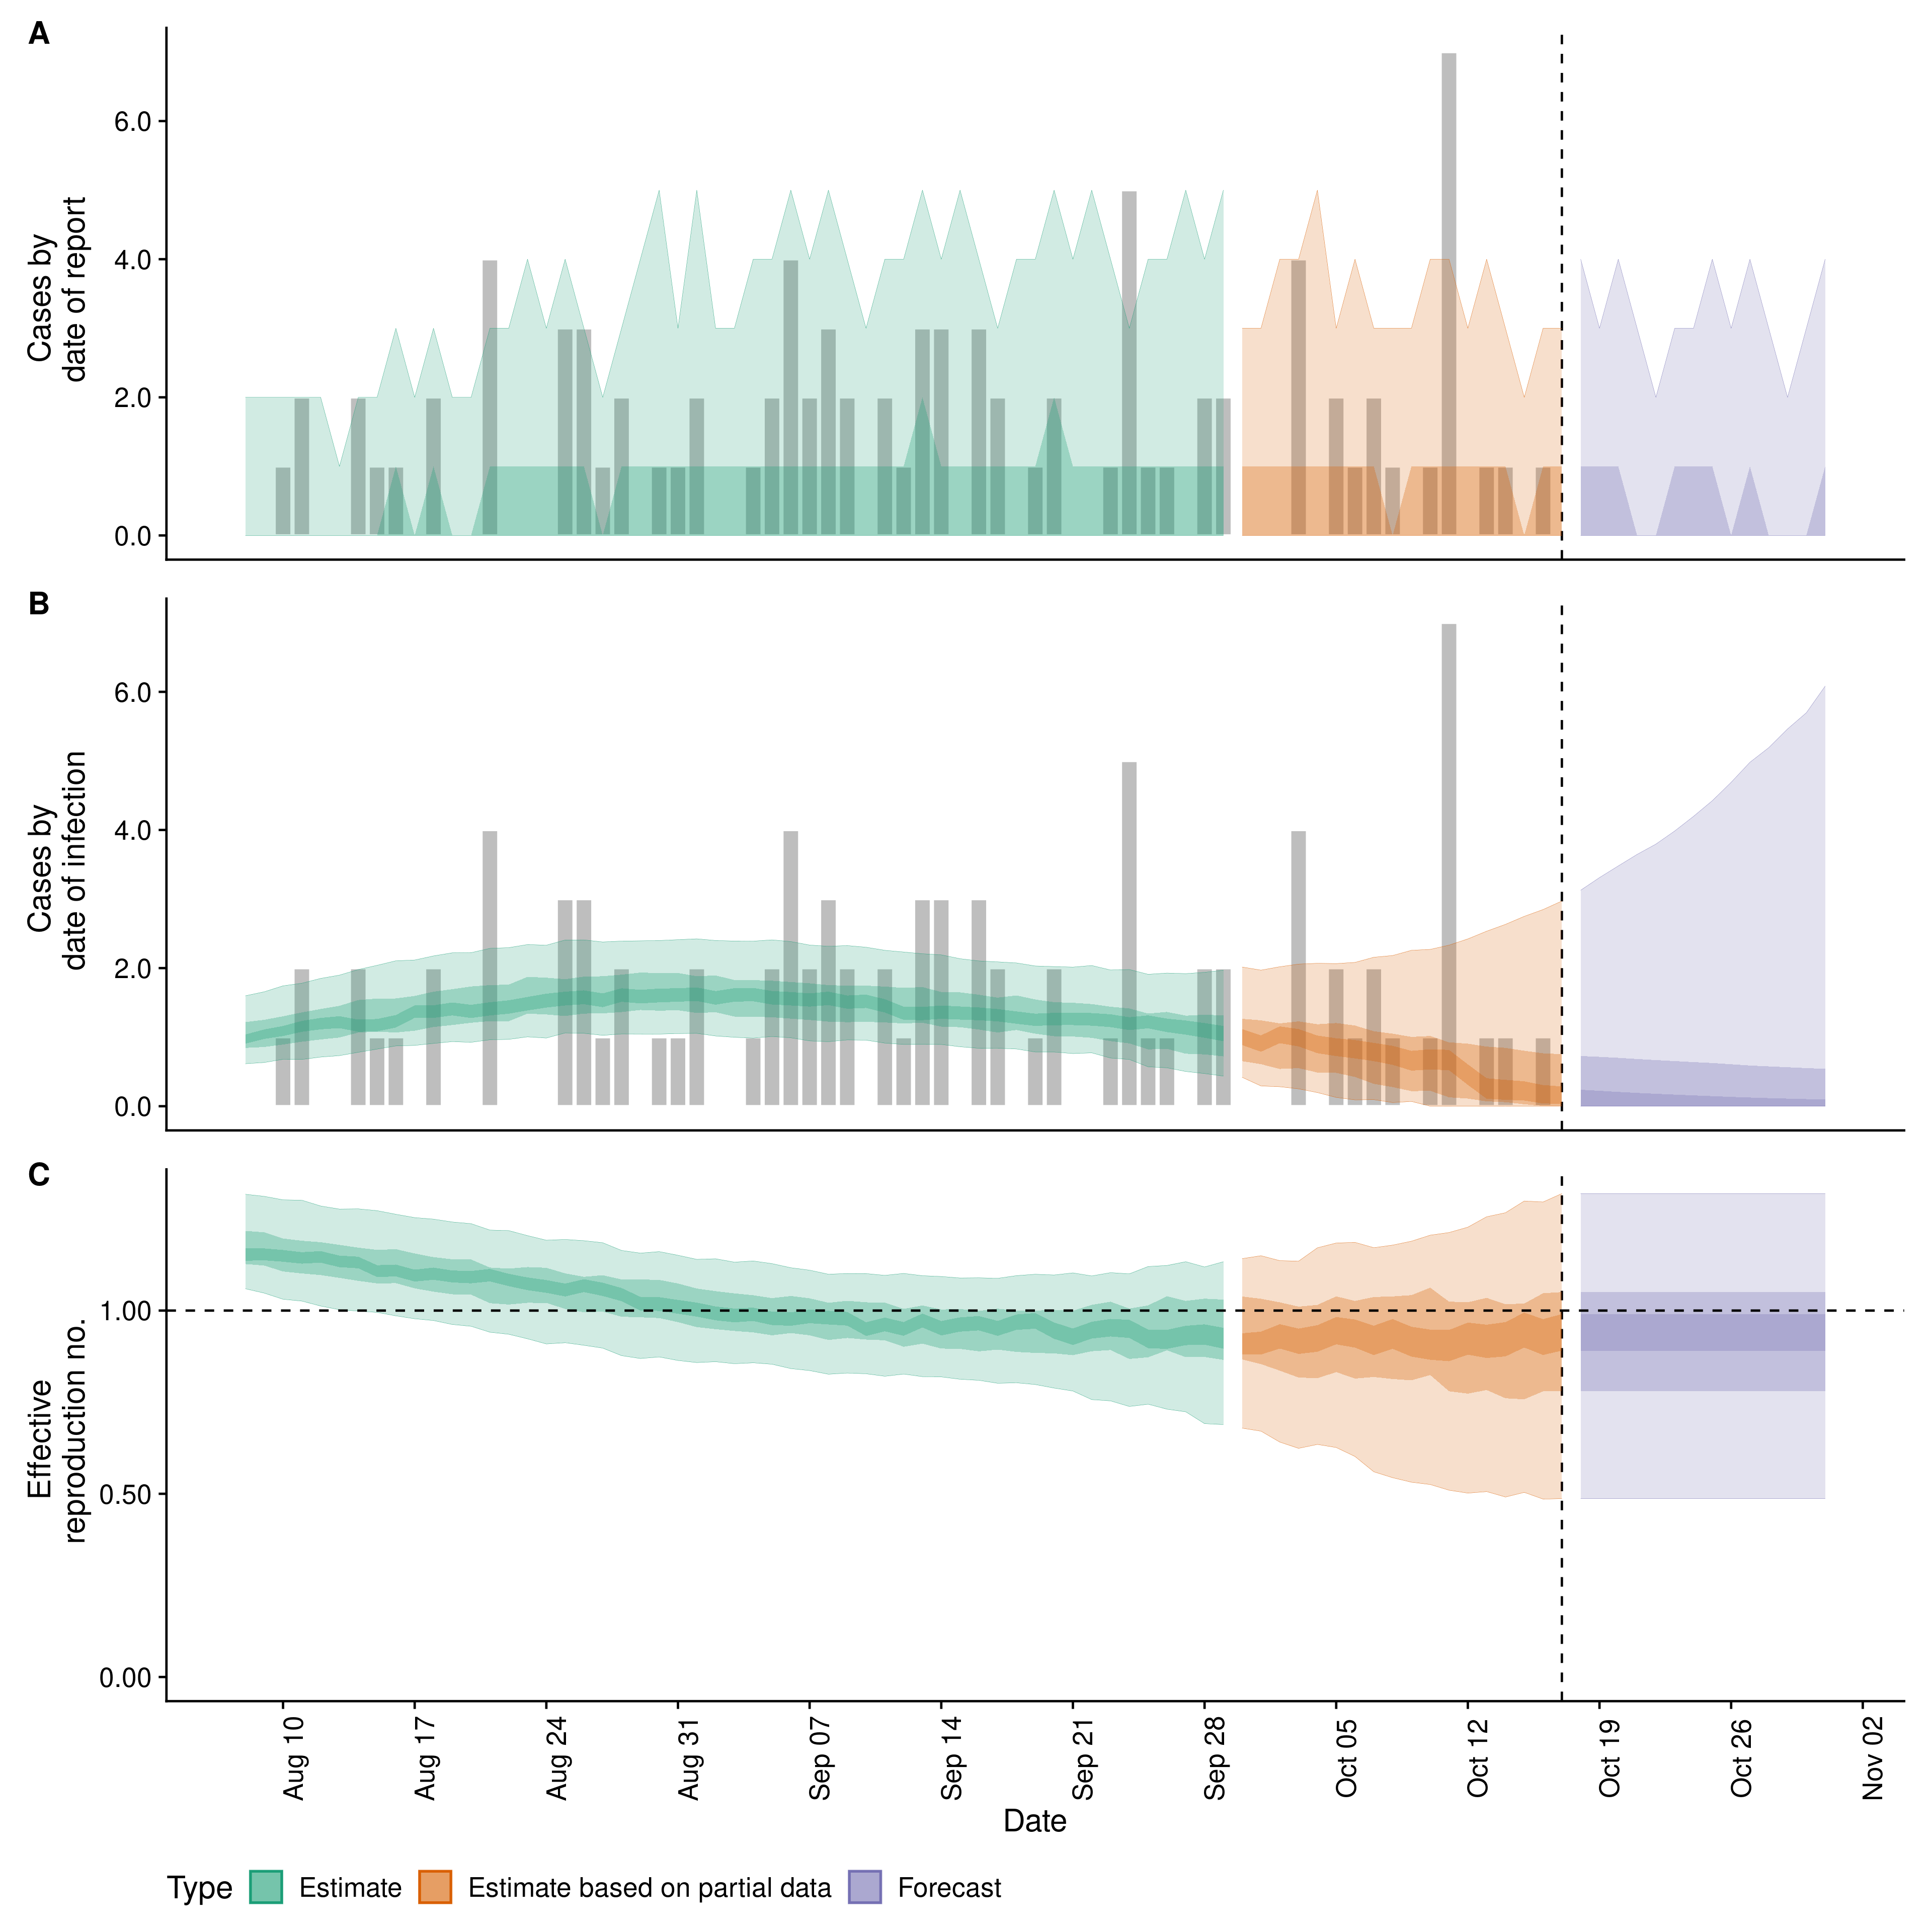 A
Cases by
date of report
6.0
4.0
2.0
0.0
B
Cases by
date of infection
6.0
4.0
2.0
0.0
C
Effective
reproduction no.
1.00
0.50
0.00
Aug 10
Aug 17
Aug 24
Aug 31
Sep 07
Sep 14
Sep 21
Sep 28
Oct 05
Oct 12
Oct 19
Oct 26
Nov 02
Date
Type
Estimate
Estimate based on partial data
Forecast